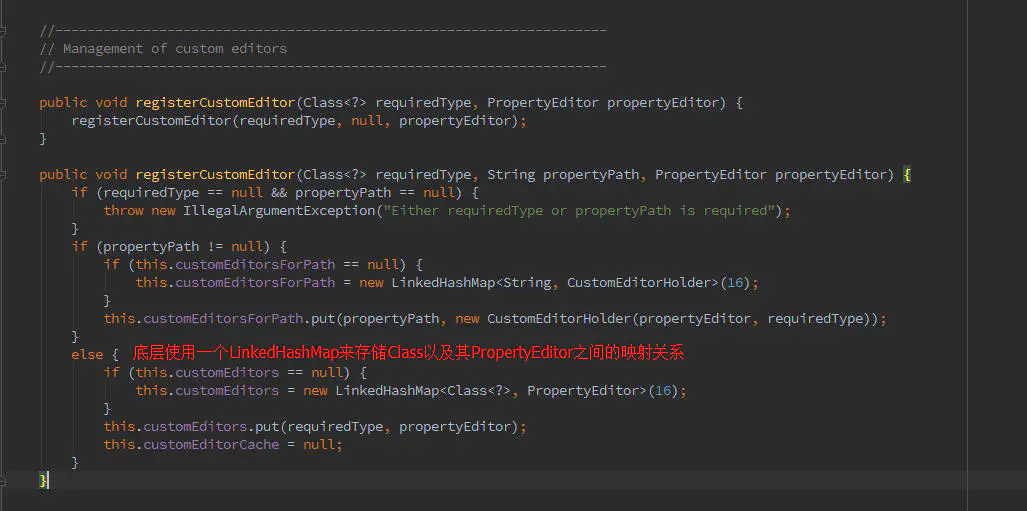 //---------------------------------------------------------------------
// Management of custom editors
//---------------------------------------------------------------------
public void registerCustomEditor(Class<?> requiredType, PropertyEditor propertyEditor) {
registerCustomEditor(requiredType, null, propertyEditor);
}
public void registerCustomEditor(Class<?> requiredType, String propertyPath, PropertyEditor propertyEditor) {
if (requiredType == null && propertyPath == null) {
throw new IllegalArgumentException("Either requiredType or propertyPath is required");
}
if (propertyPath != null) {
if (this.customEditorsForPath == null) {
this.customEditorsForPath = new LinkedHashMap<String, CustomEditorHolder>(16);
}
this.customEditorsForPath.put(propertyPath, new CustomEditorHolder(propertyEditor, requiredType));
}
else { 底层使用一个LinkedHashMap来存储Class以及其PropertyEditor之间的映射关系
if (this.customEditors == null) {
this.customEditors = new LinkedHashMap<Class<?>, PropertyEditor>(16);
}
this.customEditors.put(requiredType, propertyEditor);
this.customEditorCache = null;
}
}